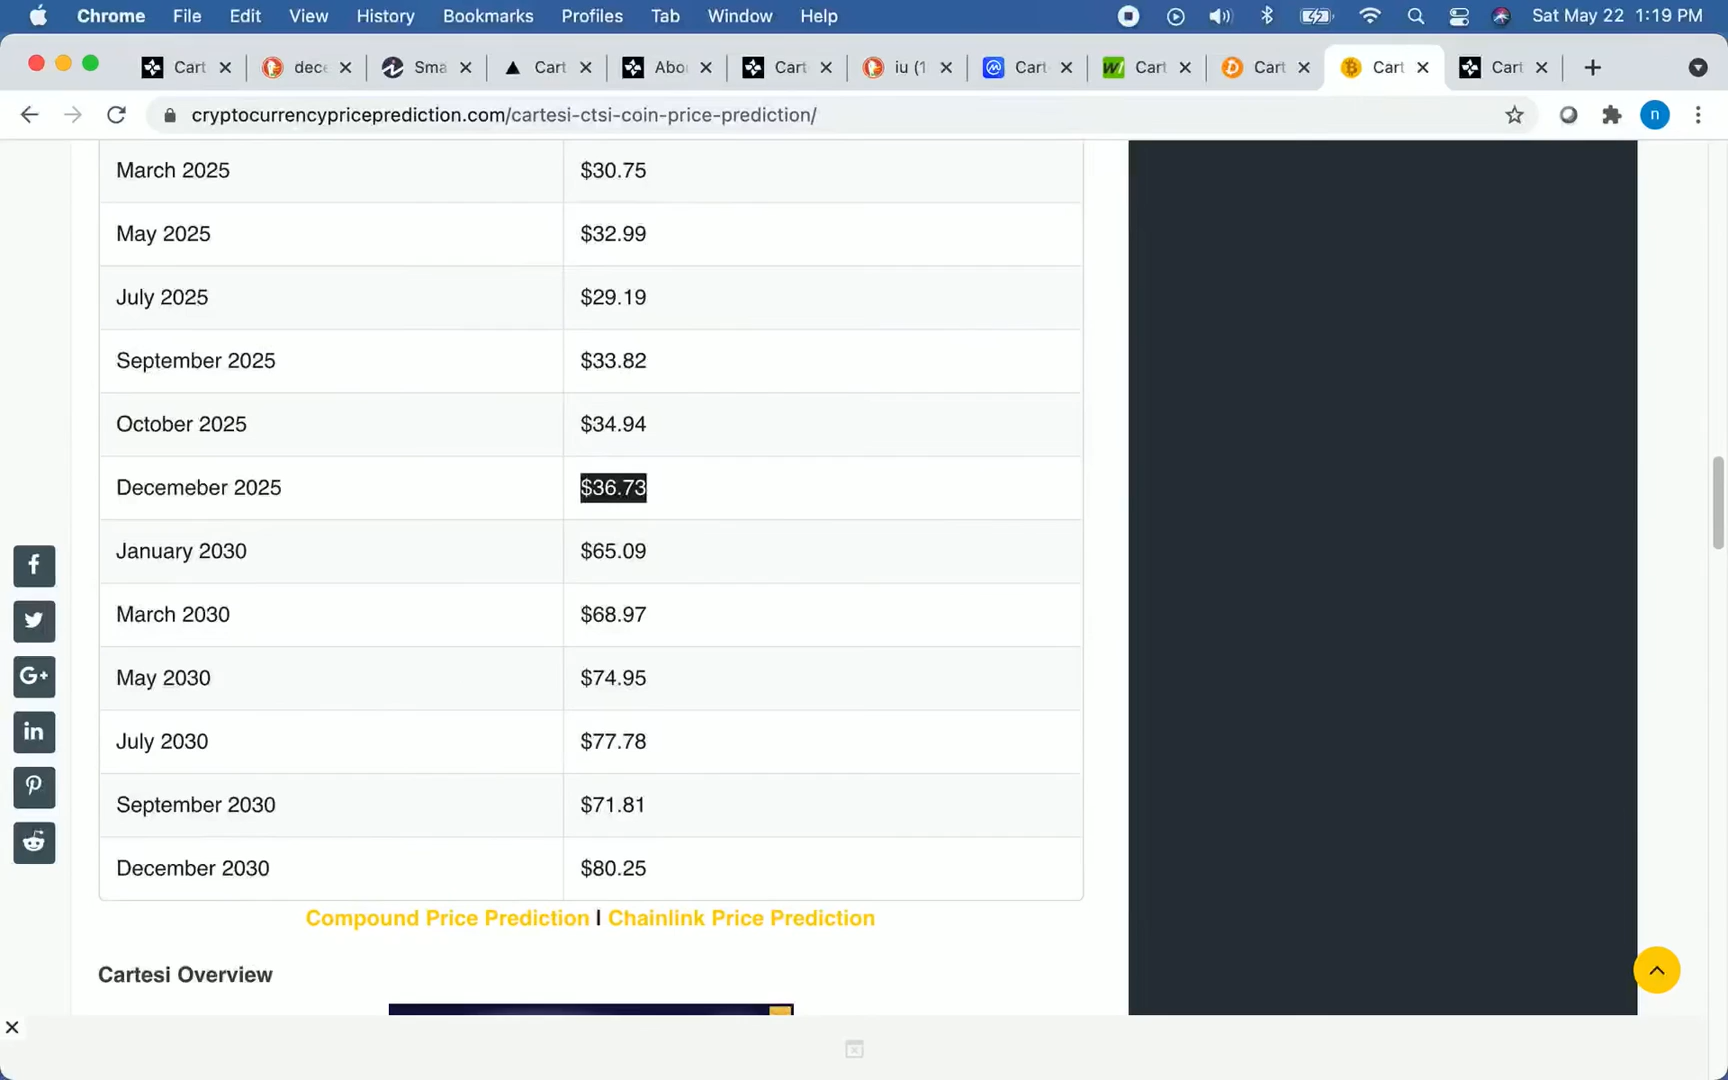 Chrome File Edit View History Bookmarks Profiles Tab Window Help Sat May 22 1:19 PM
Cart dece Sma Cart Abo Cart iu (1 Cart Cart Cart Cart Cart
cryptocurrencypriceprediction.com/cartesi-ctsi-coin-price-prediction/ n
March 2025 $30.75
May 2025 $32.99
July 2025 $29.19
September 2025 $33.82
October 2025 $34.94
Decemeber 2025 $36.73
January 2030 $65.09
March 2030 $68.97
May 2030 $74.95
July 2030 $77.78
September 2030 $71.81
December 2030 $80.25
Compound Price Prediction | Chainlink Price Prediction
Cartesi Overview